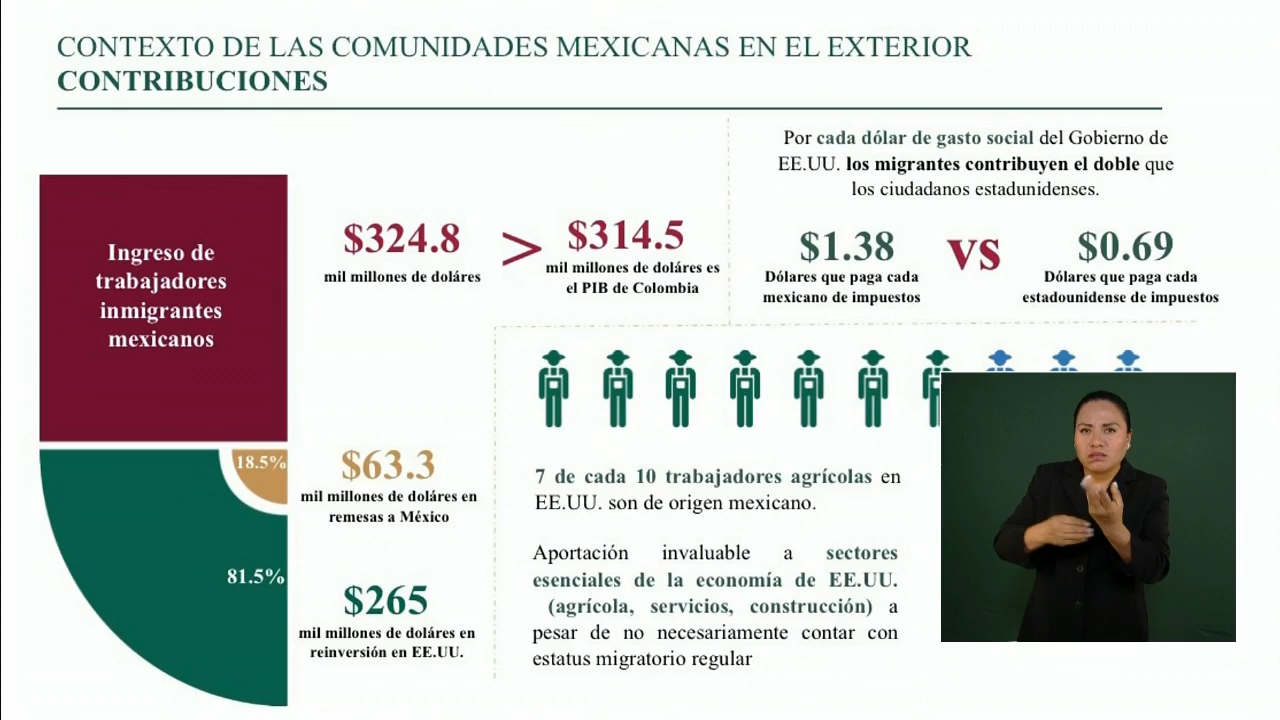 CONTEXTO DE LAS COMUNIDADES MEXICANAS EN EL EXTERIOR
CONTRIBUCIONES
Ingreso de
trabajadores
inmigrantes
mexicanos
$324.8
mil millones de doláres
>
$314.5
mil millones de doláres es
el PIB de Colombia
Por cada dólar de gasto social del Gobierno de
EE.UU. los migrantes contribuyen el doble que
los ciudadanos estadunidenses.
$1.38
Dólares que paga cada
mexicano de impuestos
VS
$0.69
Dólares que paga cada
estadounidense de impuestos
18.5%
$63.3
mil millones de doláres en
remesas a México
81.5%
$265
mil millones de doláres en
reinversión en EE.UU.
7 de cada 10 trabajadores agrícolas en
EE.UU. son de origen mexicano.
Aportación invaluable a sectores
esenciales de la economía de EE.UU.
(agrícola, servicios, construcción) a
pesar de no necesariamente contar con
estatus migratorio regular